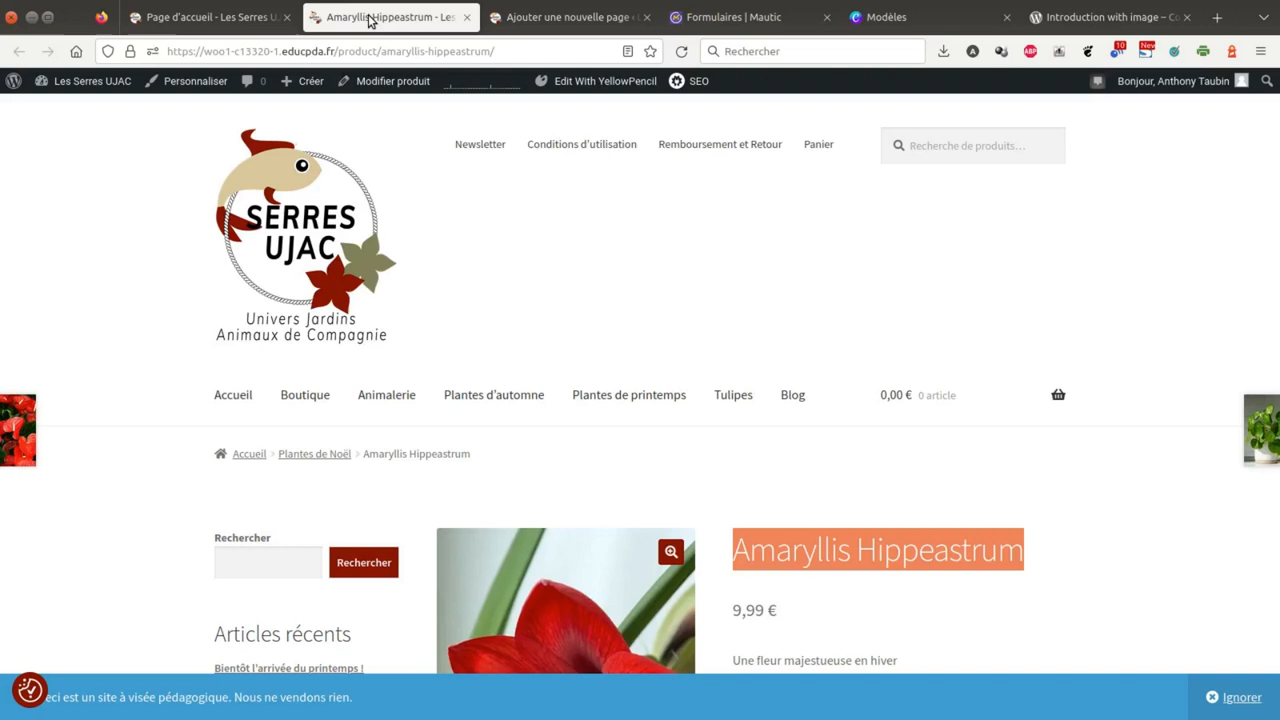 Page d'accueil - Les Serres U
Amaryllis Hippeastrum - Les
Ajouter une nouvelle page ‹
Formulaires | Mautic
Modèles
Introduction with image – Co
https://woo1-c13320-1.educpda.fr/product/amaryllis-hippeastrum/
Rechercher
10
New
ABP
Les Serres UJAC
Personnaliser
0
Créer
Modifier produit
Edit With YellowPencil
SEO
Bonjour, Anthony Taubin
Newsletter
Conditions d'utilisation
Remboursement et Retour
Panier
Recherche de produits…
SERRES
UJAC
Univers Jardins
Animaux de Compagnie
Accueil
Boutique
Animalerie
Plantes d'automne
Plantes de printemps
Tulipes
Blog
0,00 € 0 article
Accueil > Plantes de Noël > Amaryllis Hippeastrum
Rechercher
Rechercher
Amaryllis Hippeastrum
9,99 €
Articles récents
Une fleur majestueuse en hiver
Bientôt l'arrivée du printemps !
eci est un site à visée pédagogique. Nous ne vendons rien.
Ignorer